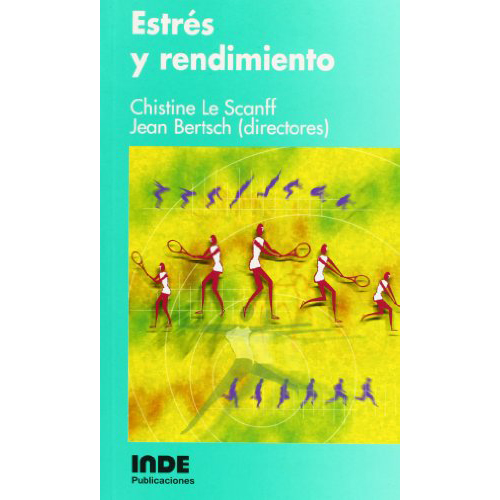 Estrés
y rendimiento
Chistine Le Scanff
Jean Bertsch (directores)
INDE
Publicaciones